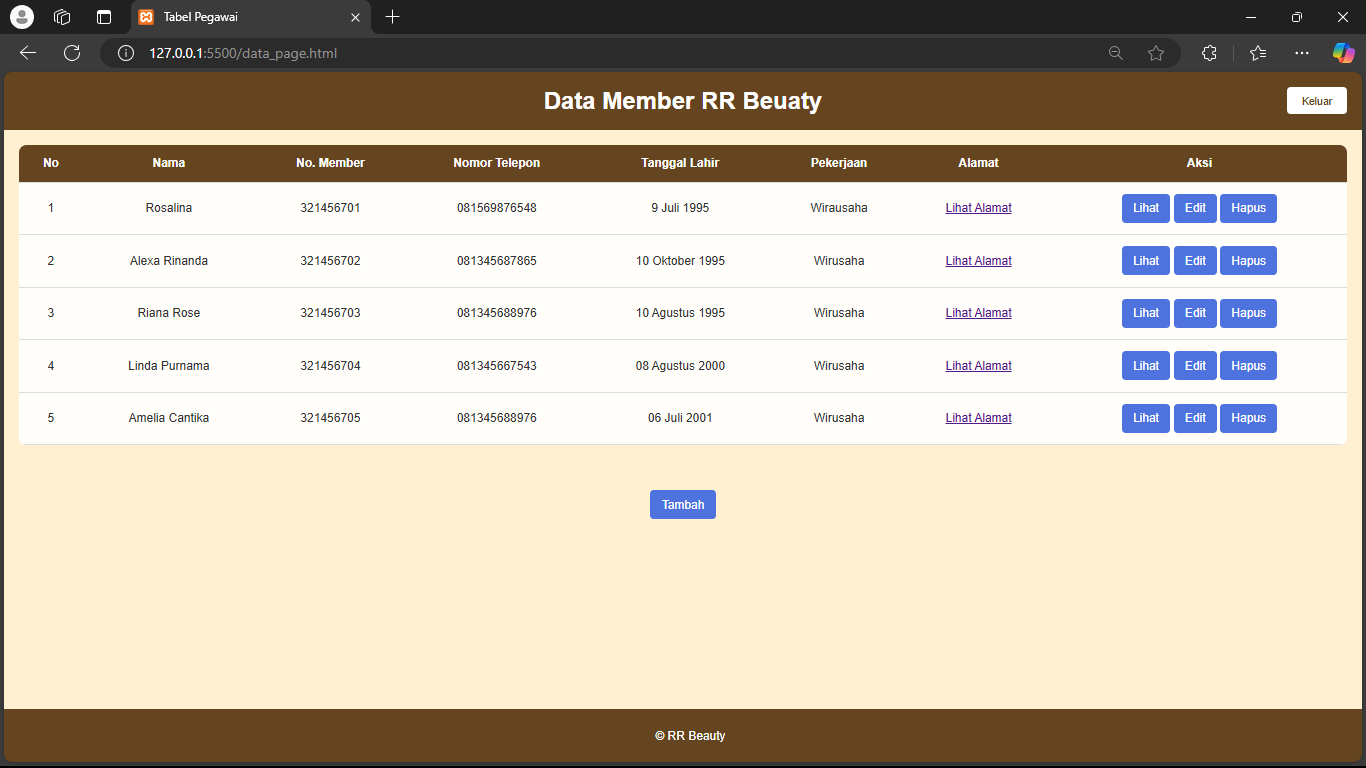 Tabel Pegawai
127.0.0.1:5500/data_page.html
Data Member RR Beuaty
Keluar
No Nama No. Member Nomor Telepon Tanggal Lahir Pekerjaan Alamat Aksi
1 Rosalina 321456701 081569876548 9 Juli 1995 Wirausaha Lihat Alamat Lihat Edit Hapus
2 Alexa Rinanda 321456702 081345687865 10 Oktober 1995 Wirusaha Lihat Alamat Lihat Edit Hapus
3 Riana Rose 321456703 081345688976 10 Agustus 1995 Wirusaha Lihat Alamat Lihat Edit Hapus
4 Linda Purnama 321456704 081345667543 08 Agustus 2000 Wirusaha Lihat Alamat Lihat Edit Hapus
5 Amelia Cantika 321456705 081345688976 06 Juli 2001 Wirusaha Lihat Alamat Lihat Edit Hapus
Tambah
© RR Beauty